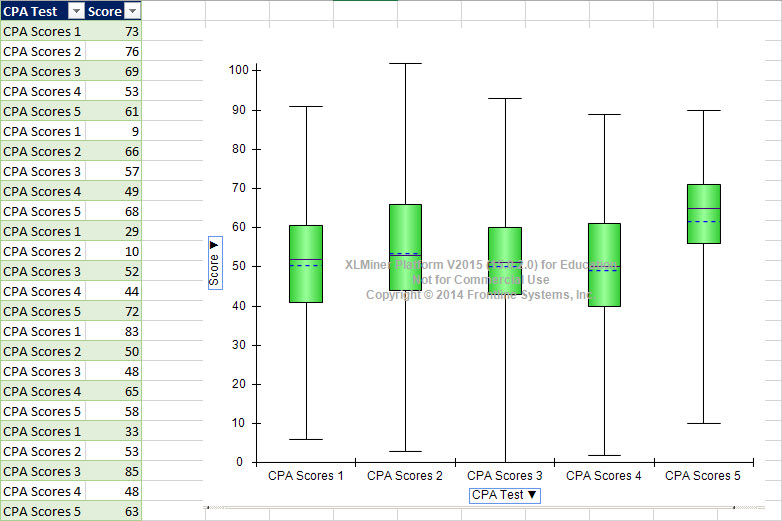 CPA Test Score
CPA Scores 1 73
CPA Scores 2 76
CPA Scores 3 69
CPA Scores 4 53
CPA Scores 5 61
CPA Scores 1 9
CPA Scores 2 66
CPA Scores 3 57
CPA Scores 4 49
CPA Scores 5 68
CPA Scores 1 29
CPA Scores 2 10
CPA Scores 3 52
CPA Scores 4 44
CPA Scores 5 72
CPA Scores 1 83
CPA Scores 2 50
CPA Scores 3 48
CPA Scores 4 65
CPA Scores 5 58
CPA Scores 1 33
CPA Scores 2 53
CPA Scores 3 85
CPA Scores 4 48
CPA Scores 5 63
100
90
80
70
60
50
40
30
20
10
0
Score ▼
XLMiner Platform V2015 for Education
Not for Commercial Use
Copyright © 2014 Frontline Systems, Inc
CPA Scores 1 CPA Scores 2 CPA Scores 3 CPA Scores 4 CPA Scores 5
CPA Test ▼